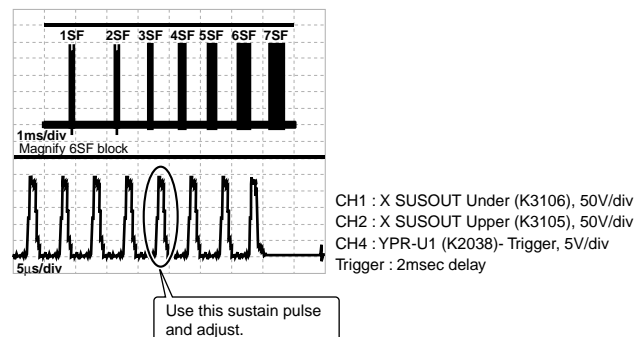 1SF 2SF 3SF 4SF 5SF 6SF 7SF
1ms/div
Magnify 6SF block
5μs/div
CH1 : X SUSOUT Under (K3106), 50V/div
CH2 : X SUSOUT Upper (K3105), 50V/div
CH4 : YPR-U1 (K2038)- Trigger, 5V/div
Trigger : 2msec delay
Use this sustain pulse
and adjust.